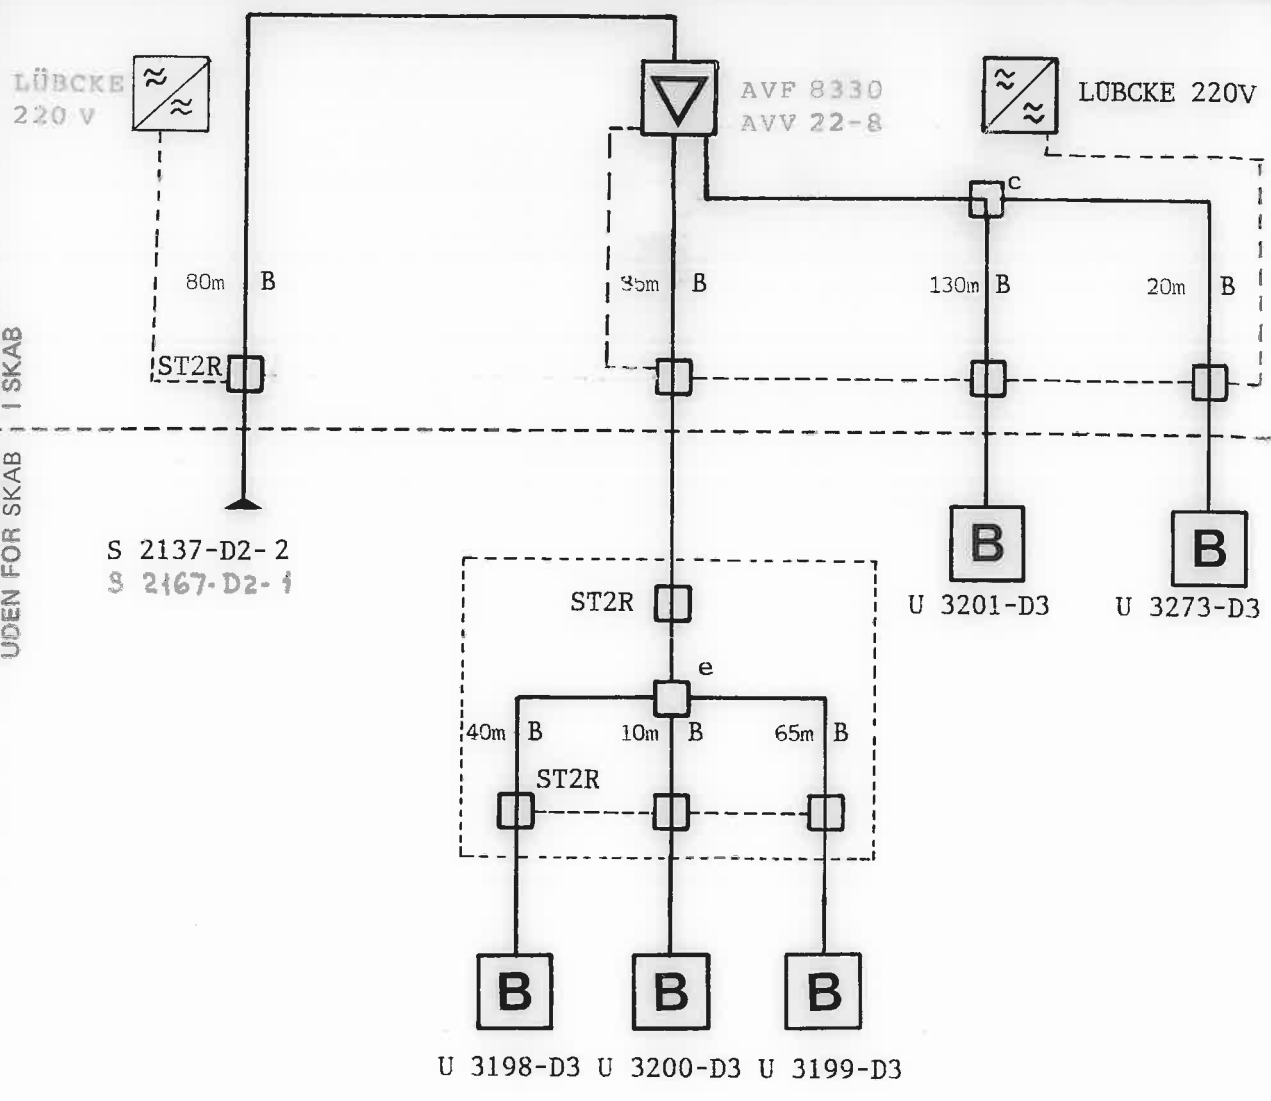 LÜBCKE
220 V
AVF 8330
AVV 22-8
LÜBCKE 220V
c
80m B
B
130m B
20m B
ST2R
I SKAB
UDEN FOR SKAB
S 2137-D2-2
S 2167-D2-1
B
B
U 3201-D3
U 3273-D3
ST2R
e
40m B
10m B
65m B
ST2R
B
B
B
U 3198-D3 U 3200-D3 U 3199-D3